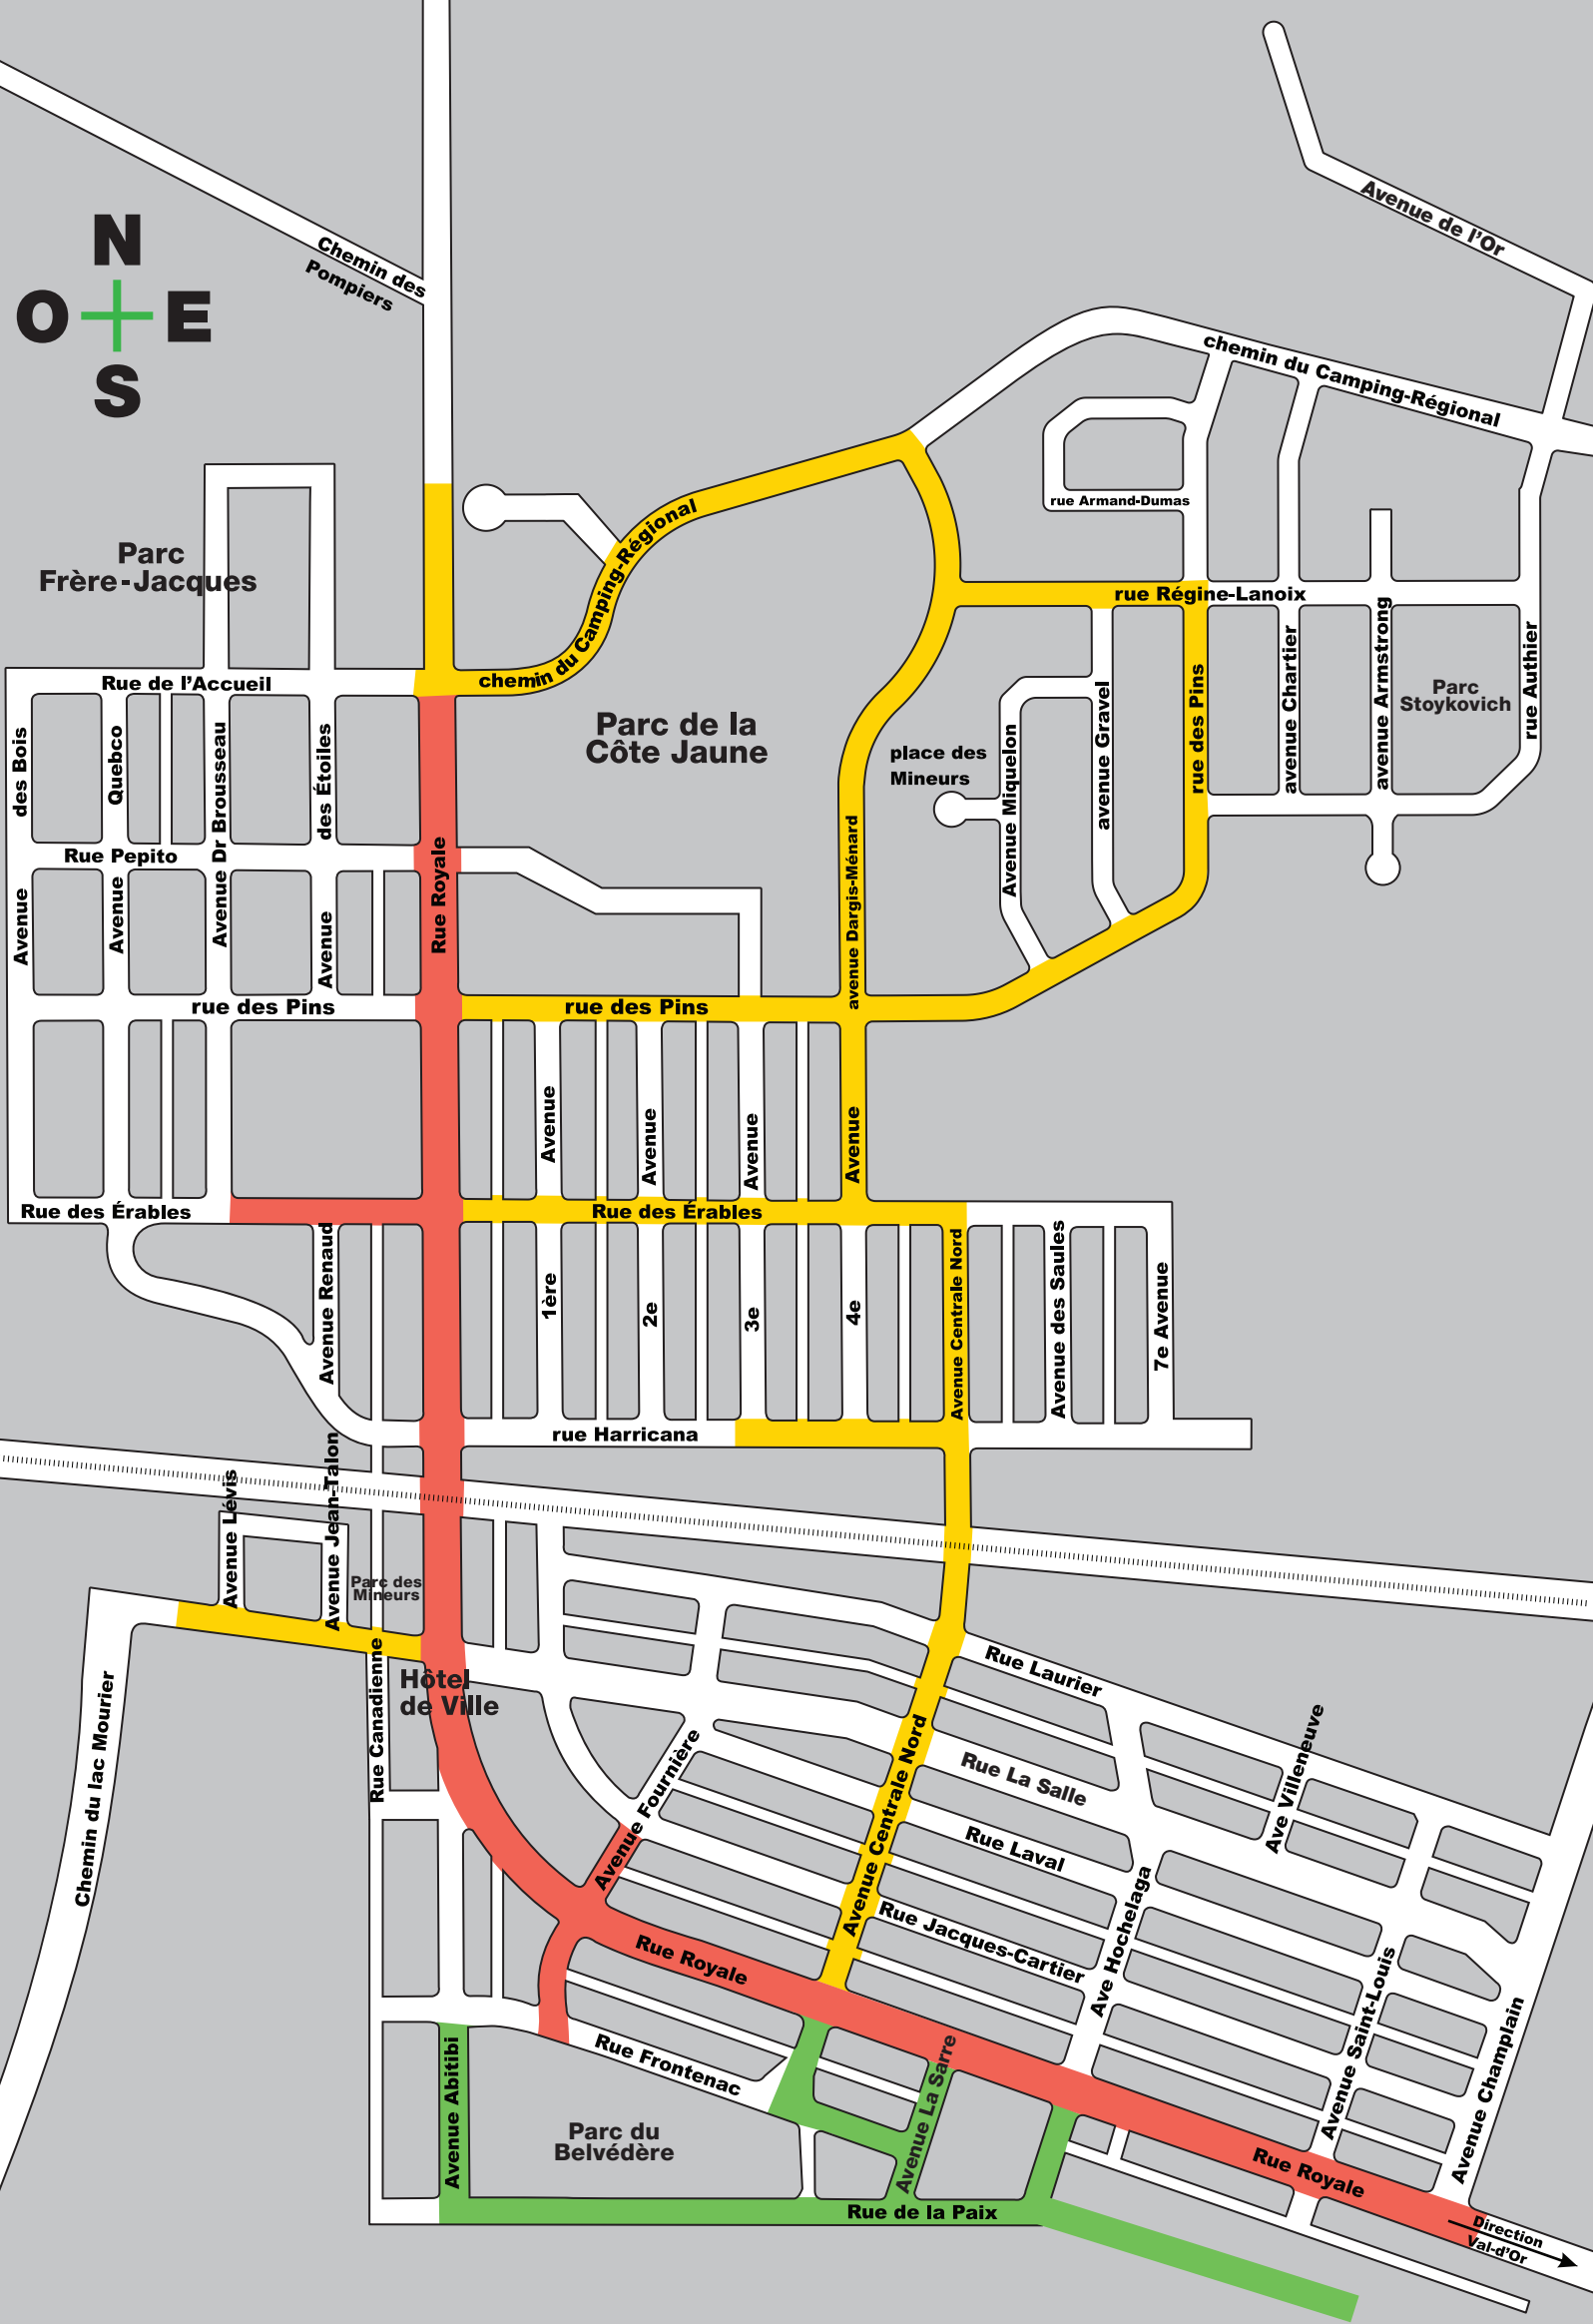 Avenue de l'Or
N
O E
S
Chemin des
Pompiers
chemin du Camping-Régional
rue Armand-Dumas
chemin du Camping-Régional
Parc
Frère-Jacques
rue Régine-Lanoix
Rue de l'Accueil
Parc de la
Côte Jaune
place des
Mineurs
Parc
Stoykovich
rue Authier
avenue Armstrong
avenue Chartier
rue des Pins
avenue Gravel
Avenue Miquelon
avenue Dargis-Ménard
Avenue des Bois
Avenue Quebco
Avenue Dr Brousseau
Avenue des Étoiles
Rue Pepito
Rue Royale
rue des Pins
rue des Pins
Avenue
Avenue
Avenue
Avenue
Rue des Érables
Rue des Érables
Avenue Renaud
1ère
2e
3e
4e
Avenue Centrale Nord
Avenue des Saules
7e Avenue
rue Harricana
Avenue Lévis
Avenue Jean-Talon
Parc des
Mineurs
Hôtel
de Ville
Rue Canadienne
Chemin du lac Mourier
Rue Laurier
Avenue Fournière
Avenue Centrale Nord
Rue La Salle
Ave Villeneuve
Rue Laval
Rue Jacques-Cartier
Ave Hochelaga
Rue Royale
Avenue Saint-Louis
Avenue Champlain
Rue Frontenac
Avenue La Sarre
Avenue Abitibi
Parc du
Belvédère
Rue Royale
Rue de la Paix
Direction
Val-d'Or